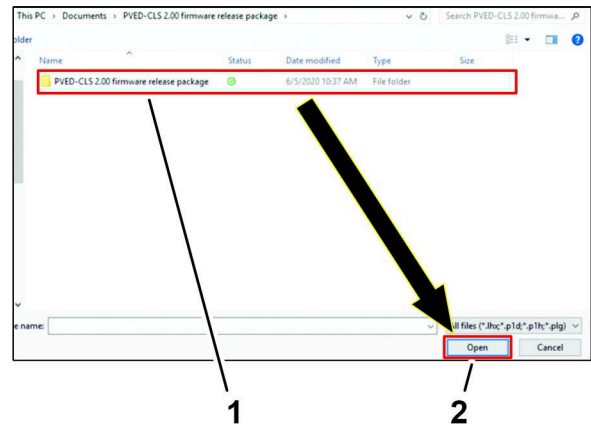 This PC > Documents > PVED-CLS 2.00 firmware release package >
Search PVED-CLS 2.00 firmwa...
older
Name Status Date modified Type Size
PVED-CLS 2.00 firmware release package 6/5/2020 10:37 AM File folder
e name:
ll files (*.lhx;*.p1d;*.p1h;*.plg)
Open Cancel
1 2